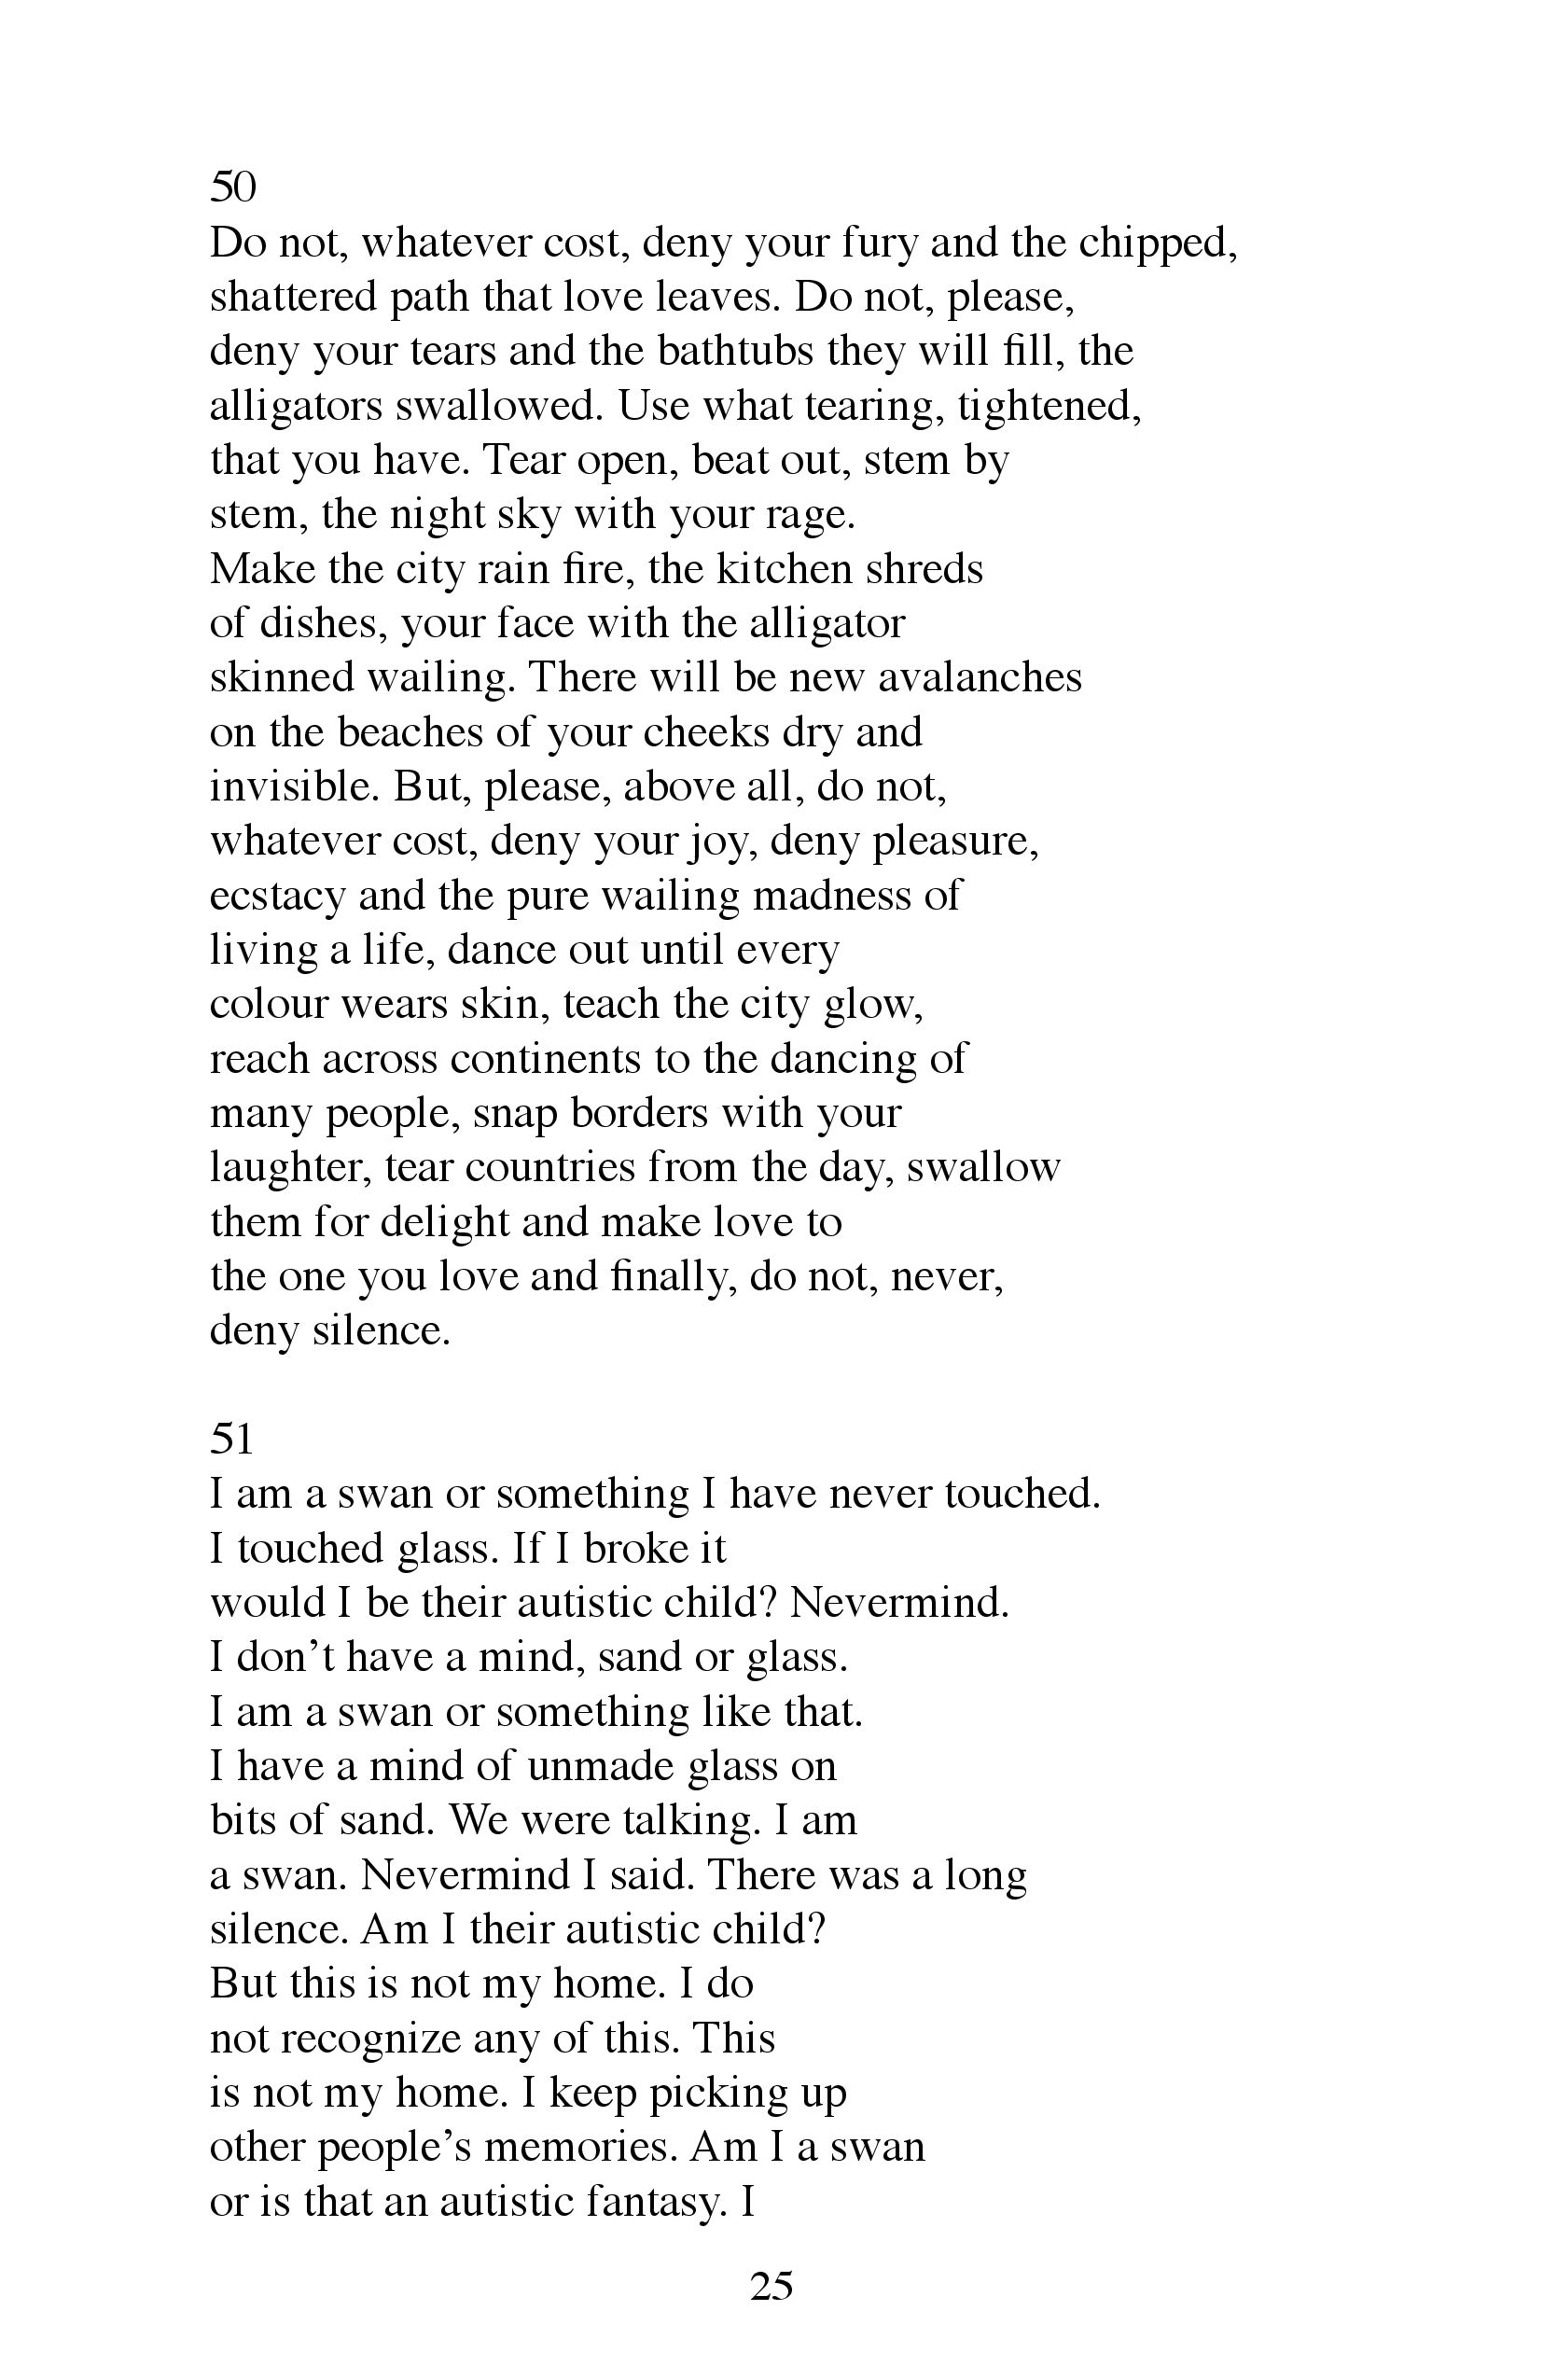 50
Do not, whatever cost, deny your fury and the chipped,
shattered path that love leaves. Do not, please,
deny your tears and the bathtubs they will fill, the
alligators swallowed. Use what tearing, tightened,
that you have. Tear open, beat out, stem by
stem, the night sky with your rage.
Make the city rain fire, the kitchen shreds
of dishes, your face with the alligator
skinned wailing. There will be new avalanches
on the beaches of your cheeks dry and
invisible. But, please, above all, do not,
whatever cost, deny your joy, deny pleasure,
ecstacy and the pure wailing madness of
living a life, dance out until every
colour wears skin, teach the city glow,
reach across continents to the dancing of
many people, snap borders with your
laughter, tear countries from the day, swallow
them for delight and make love to
the one you love and finally, do not, never,
deny silence.
51
I am a swan or something I have never touched.
I touched glass. If I broke it
would I be their autistic child? Nevermind.
I don’t have a mind, sand or glass.
I am a swan or something like that.
I have a mind of unmade glass on
bits of sand. We were talking. I am
a swan. Nevermind I said. There was a long
silence. Am I their autistic child?
But this is not my home. I do
not recognize any of this. This
is not my home. I keep picking up
other people’s memories. Am I a swan
or is that an autistic fantasy. I
25